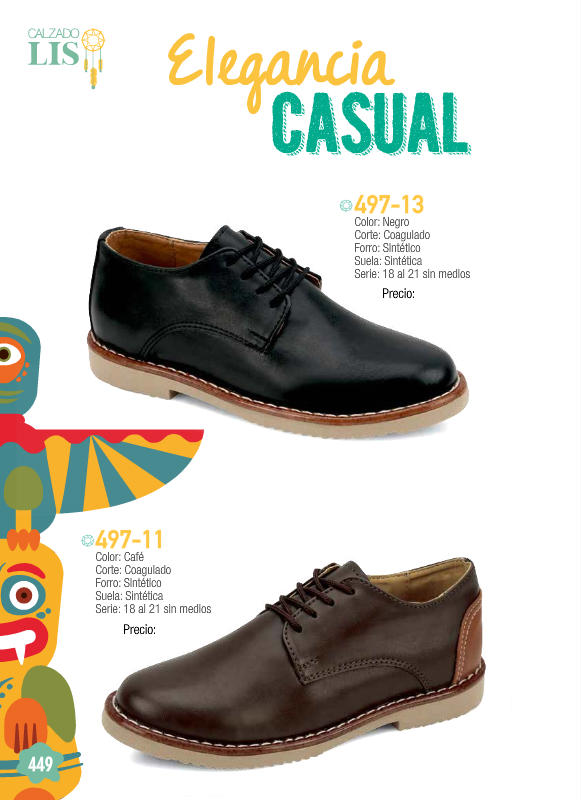 CALZADO
LIS
Elegancia
CASUAL
497-13
Color: Negro
Corte: Coagulado
Forro: Sintético
Suela: Sintética
Serie: 18 al 21 sin medios
Precio:
497-11
Color: Café
Corte: Coagulado
Forro: Sintético
Suela: Sintética
Serie: 18 al 21 sin medios
Precio:
449